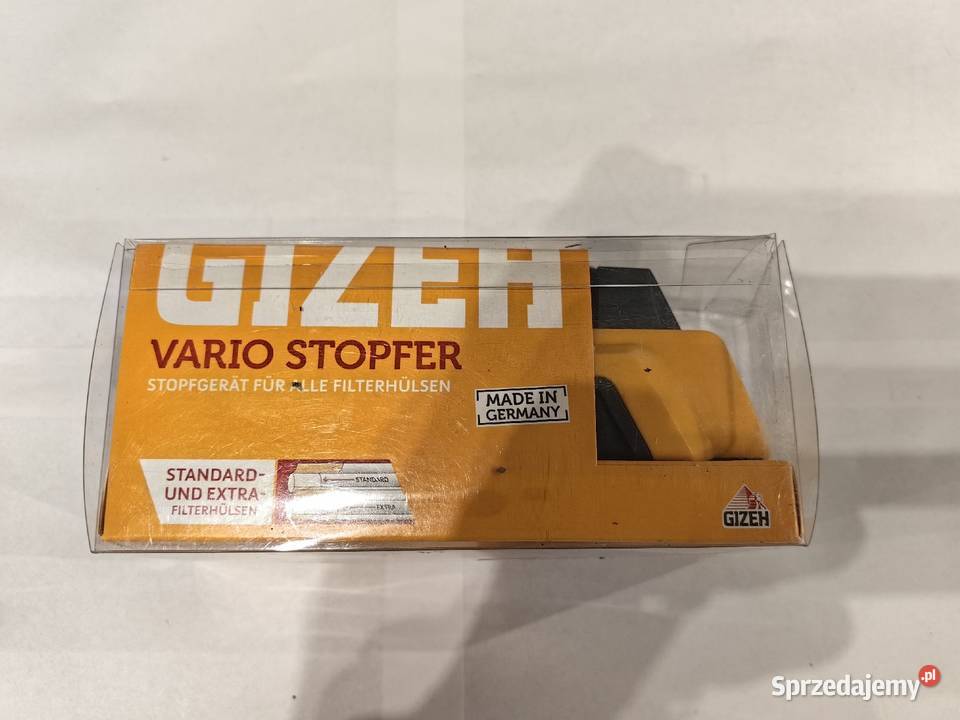 GIZEH
VARIO STOPFER
STOPFGERÄT FÜR ALLE FILTERHÜLSEN
MADE IN
GERMANY
STANDARD-
UND EXTRA-
FILTERHÜLSEN
STANDARD
EXTRA
GIZEH
Sprzedajemy.pl